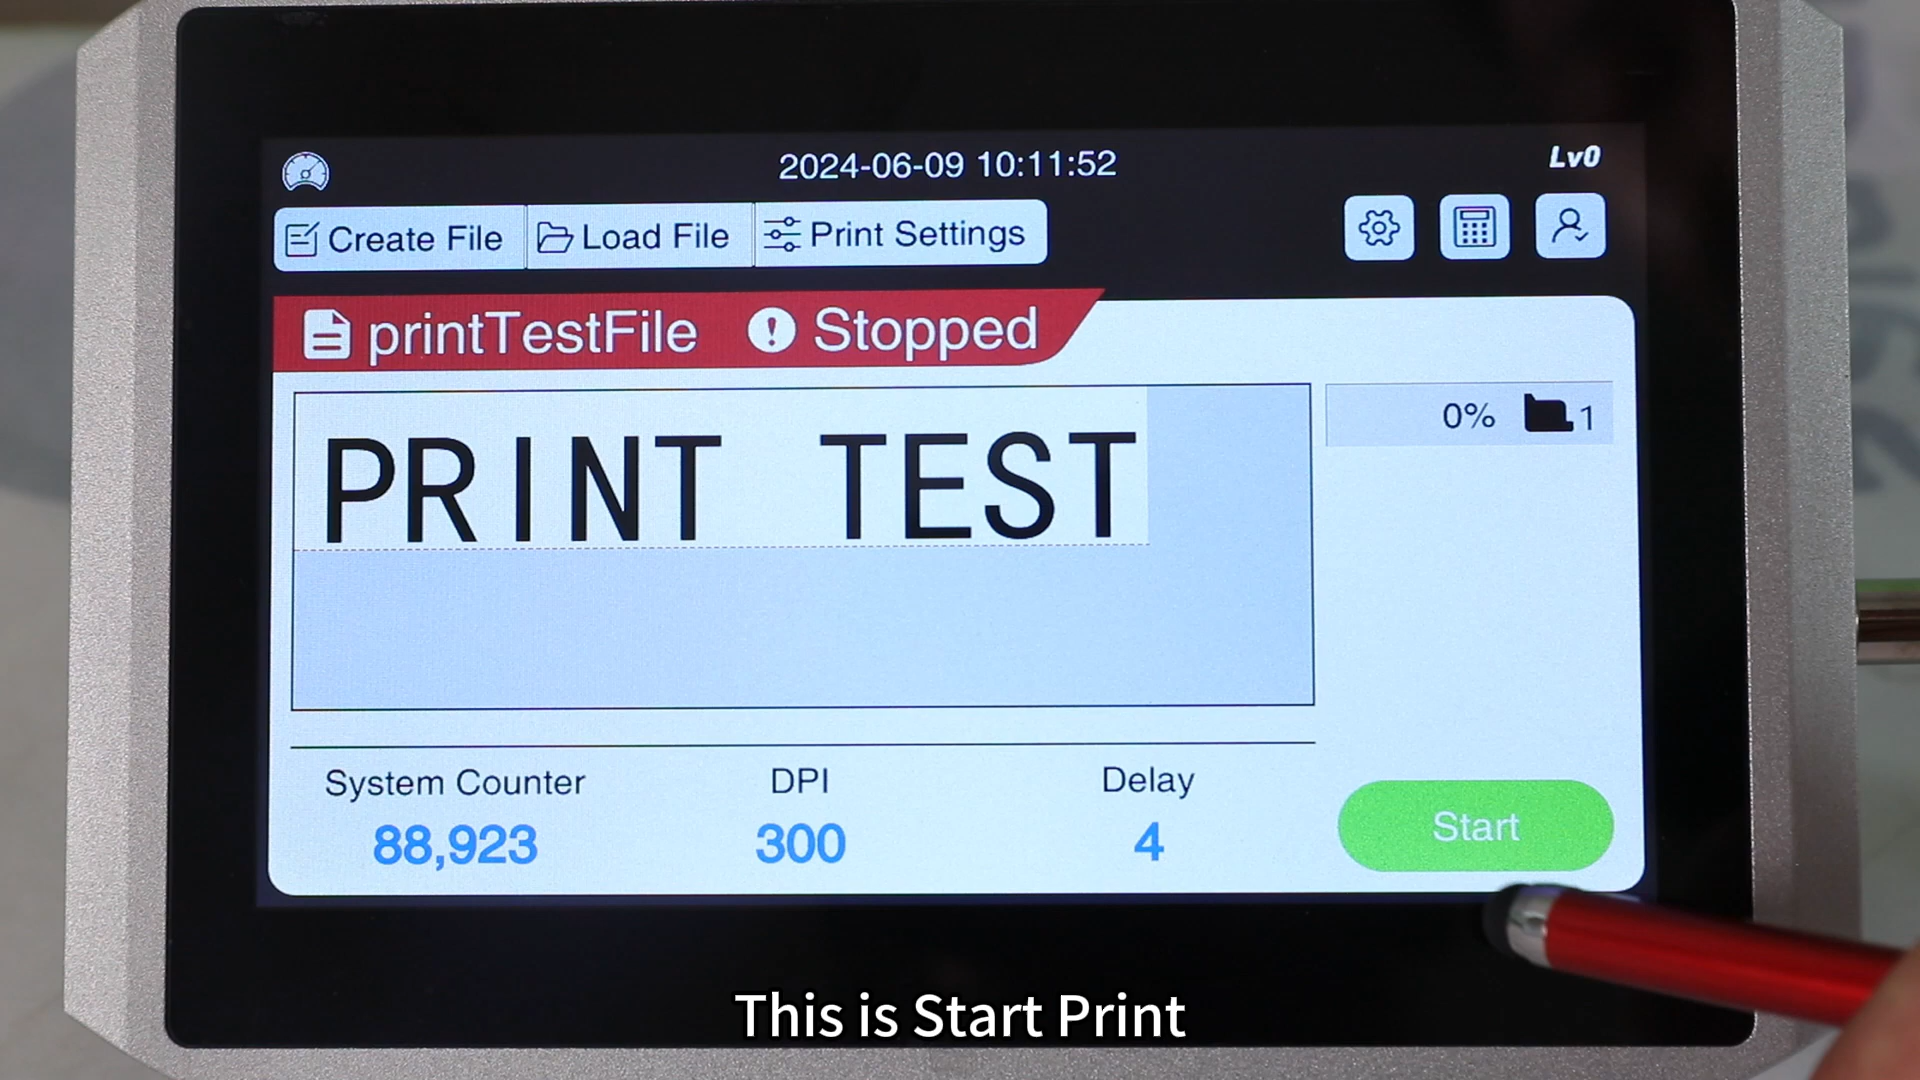 2024-06-09 10:11:52
Lv0
Create File
Load File
Print Settings
printTestFile
Stopped
PRINT TEST
0%
1
System Counter
DPI
Delay
88,923
300
4
Start
This is Start Print